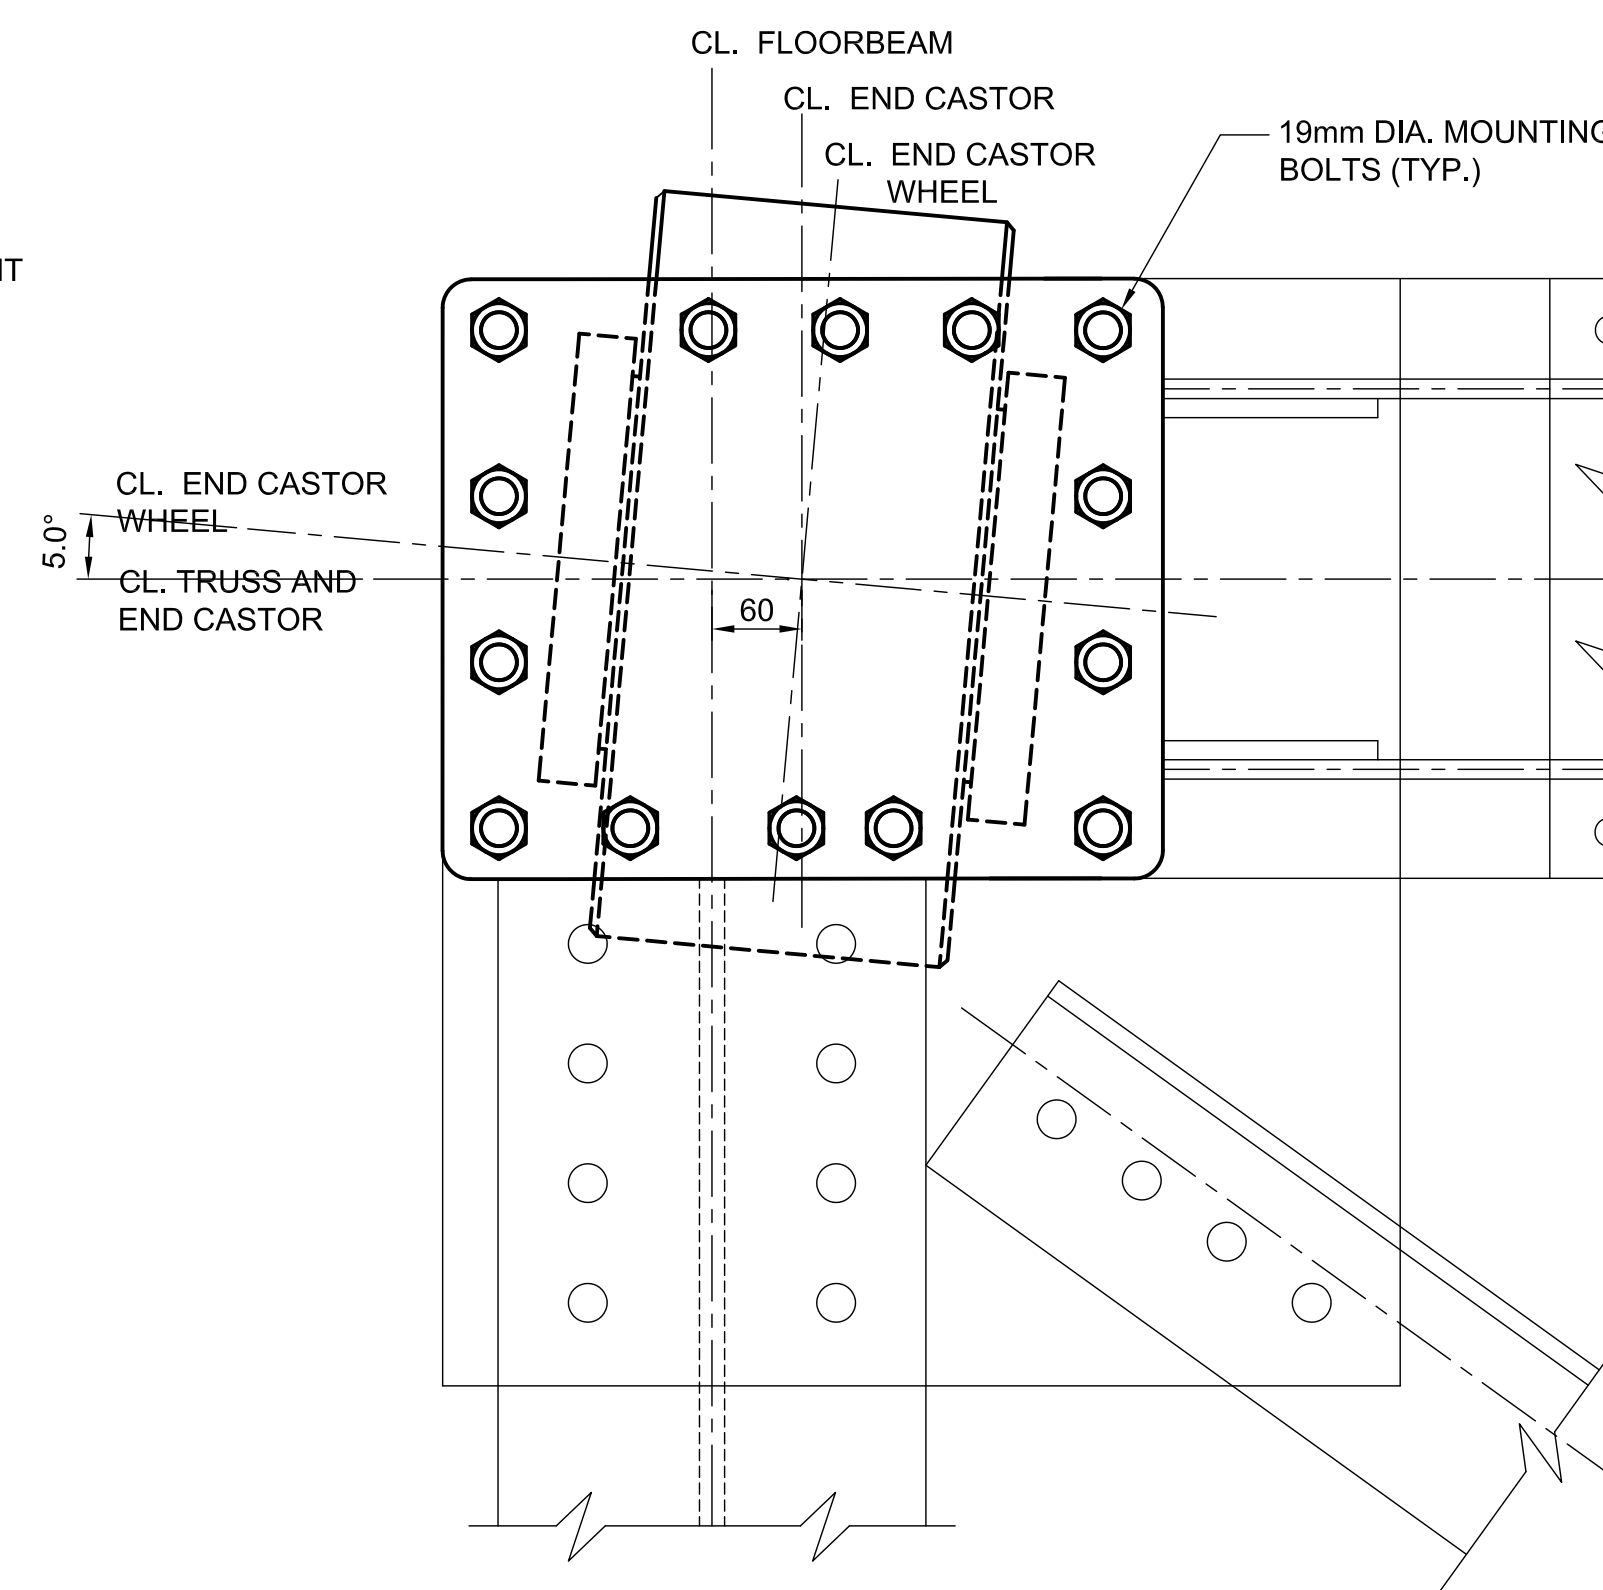 CL. FLOORBEAM
CL. END CASTOR
CL. END CASTOR
WHEEL
19mm DIA. MOUNTING
BOLTS (TYP.)
CL. END CASTOR
WHEEL
5.0°
CL. TRUSS AND
END CASTOR
60